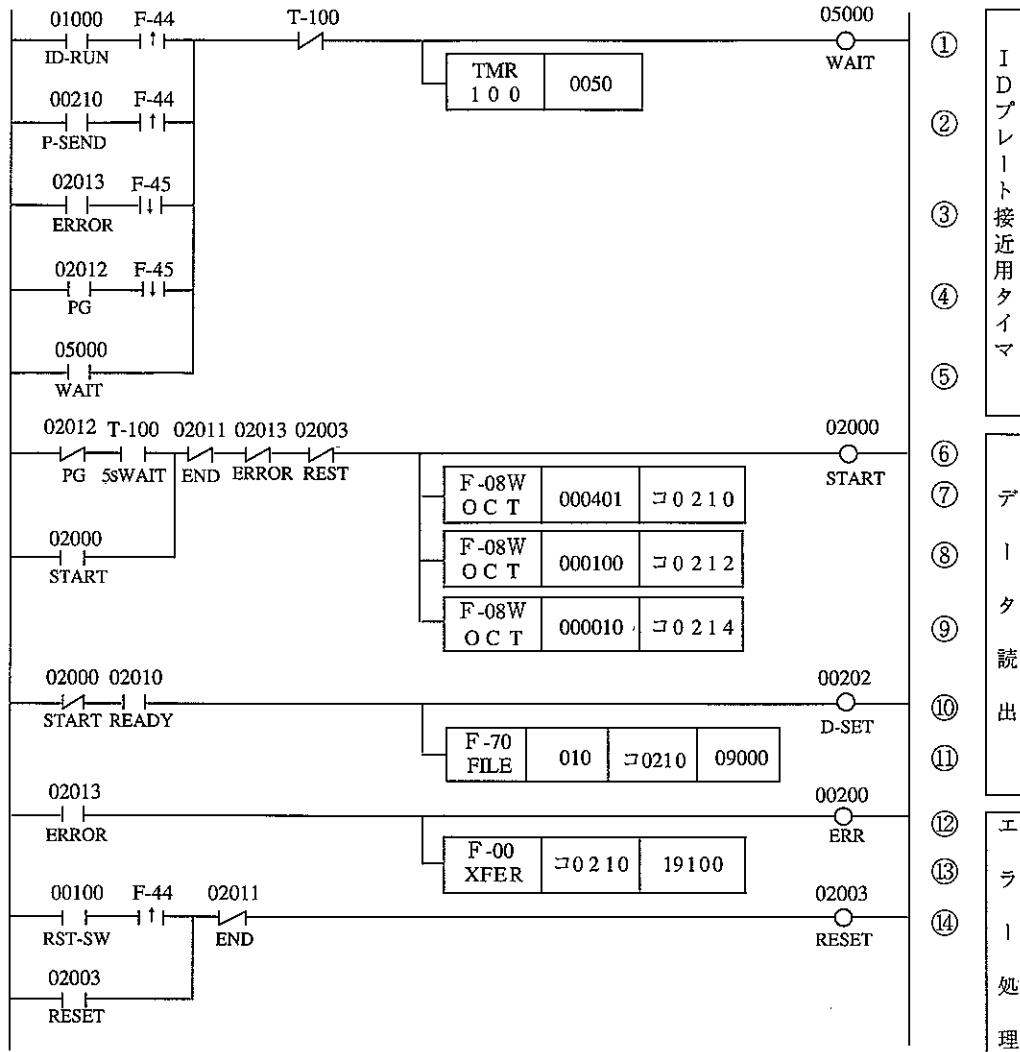 01000 F-44 T-100 05000
ID-RUN WAIT ①
TMR 100 0050
00210 F-44
P-SEND ②
02013 F-45
ERROR ③
02012 F-45
PG ④
05000
WAIT ⑤
IDプレート接近用タイマ
02012 T-100 02011 02013 02003 02000
PG 5SWAIT END ERROR REST START ⑥
F-08W OCT 000401 コ0210 ⑦
02000
START
F-08W OCT 000100 コ0212 ⑧
F-08W OCT 000010 コ0214 ⑨
02000 02010 00202
START READY D-SET ⑩
F-70 FILE 010 コ0210 09000 ⑪
データ読出
02013 00200
ERROR ERR ⑫
F-00 XFER コ0210 19100 ⑬
00100 F-44 02011 02003
RST-SW END RESET ⑭
02003
RESET
エラー処理